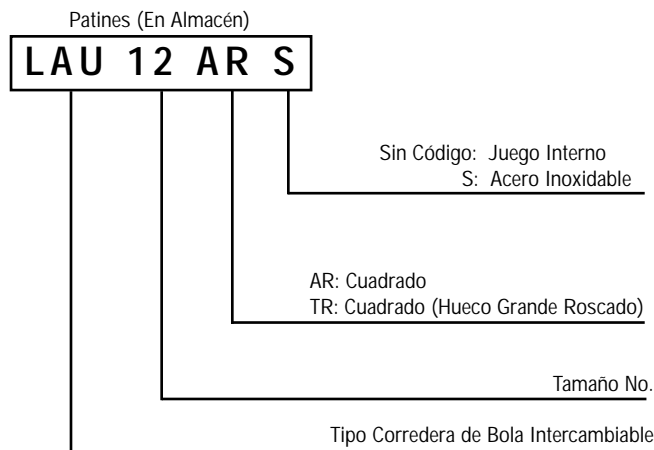 Patines (En Almacén)
LAU 12 AR S
Sin Código: Juego Interno
S: Acero Inoxidable
AR: Cuadrado
TR: Cuadrado (Hueco Grande Roscado)
Tamaño No.
Tipo Corredera de Bola Intercambiable